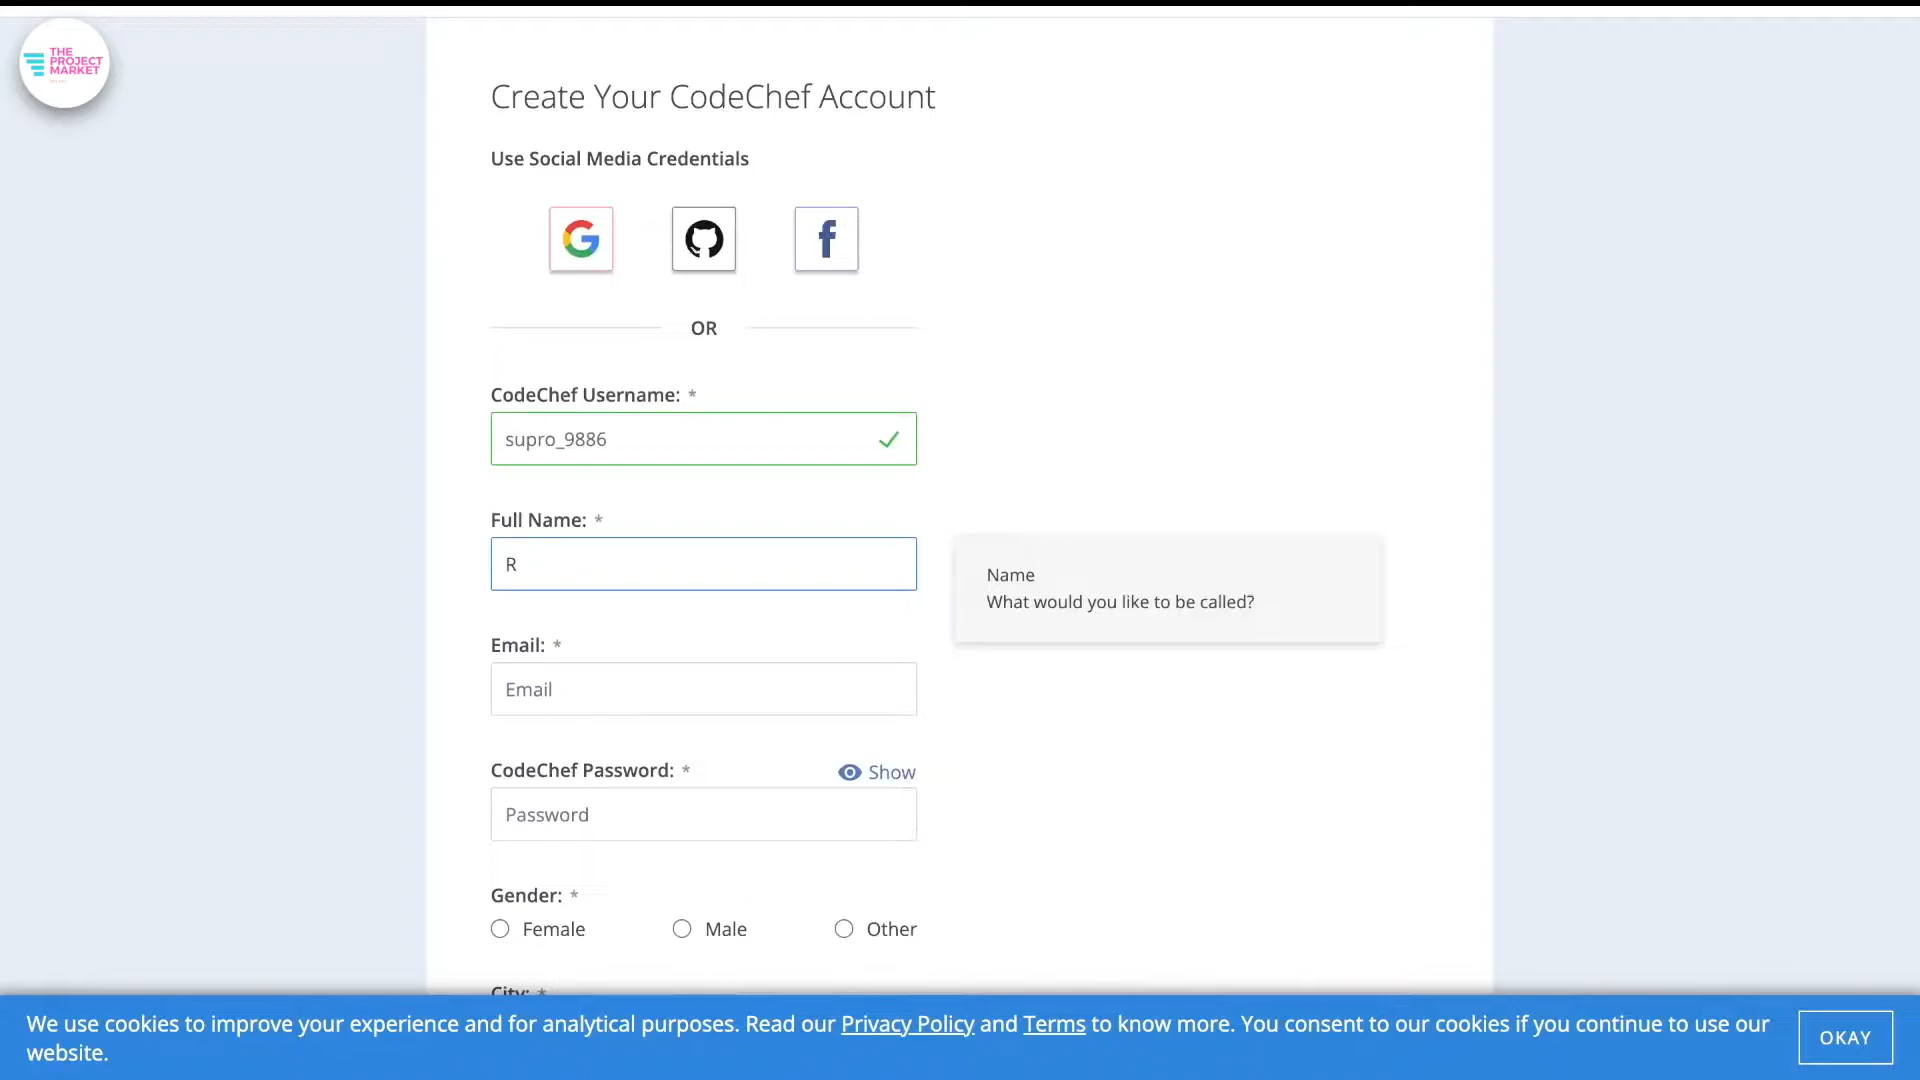 THE
PROJECT
MARKET
Create Your CodeChef Account
Use Social Media Credentials
OR
CodeChef Username: *
supro_9886
Full Name: *
R
Name
What would you like to be called?
Email: *
Email
CodeChef Password: *
Show
Password
Gender: *
Female
Male
Other
City: *
We use cookies to improve your experience and for analytical purposes. Read our Privacy Policy and Terms to know more. You consent to our cookies if you continue to use our
website.
OKAY